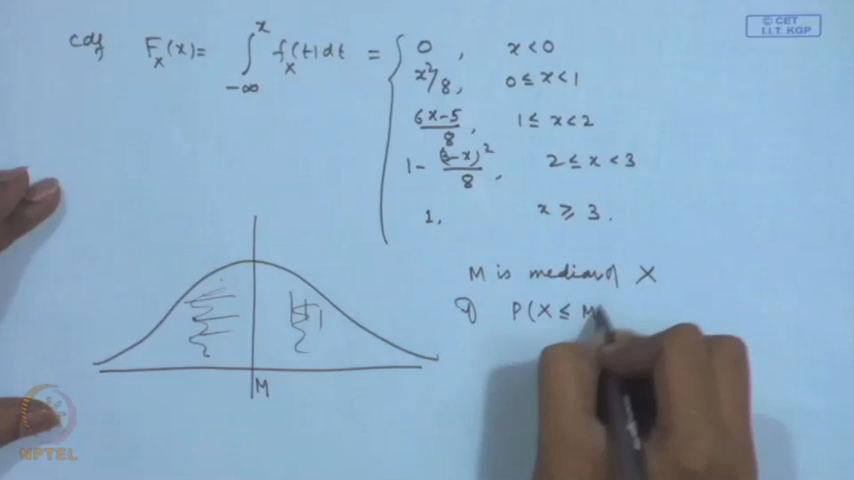 © CET
I.I.T. KGP
cdf F_X(x) = ∫_{-∞}^{x} f_X(t) dt = { 0, x < 0
x²/8, 0 ≤ x < 1
(6x-5)/8, 1 ≤ x < 2
1 - (3-x)²/8, 2 ≤ x < 3
1, x ≥ 3.
M is median of X
P(X ≤ M
M
NPTEL